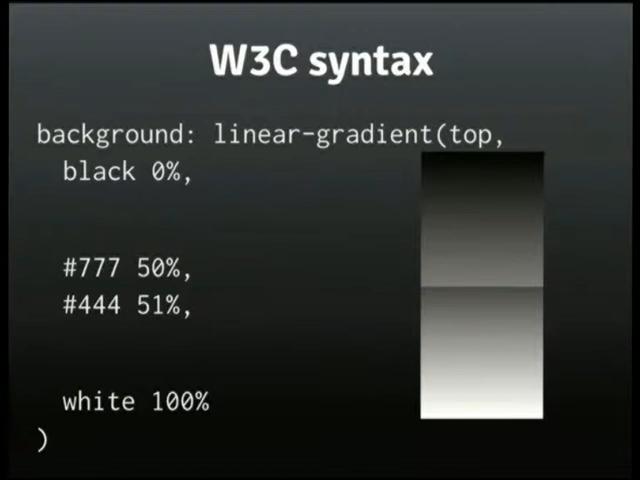 W3C syntax
background: linear-gradient(top,
black 0%,
#777 50%,
#444 51%,
white 100%
)